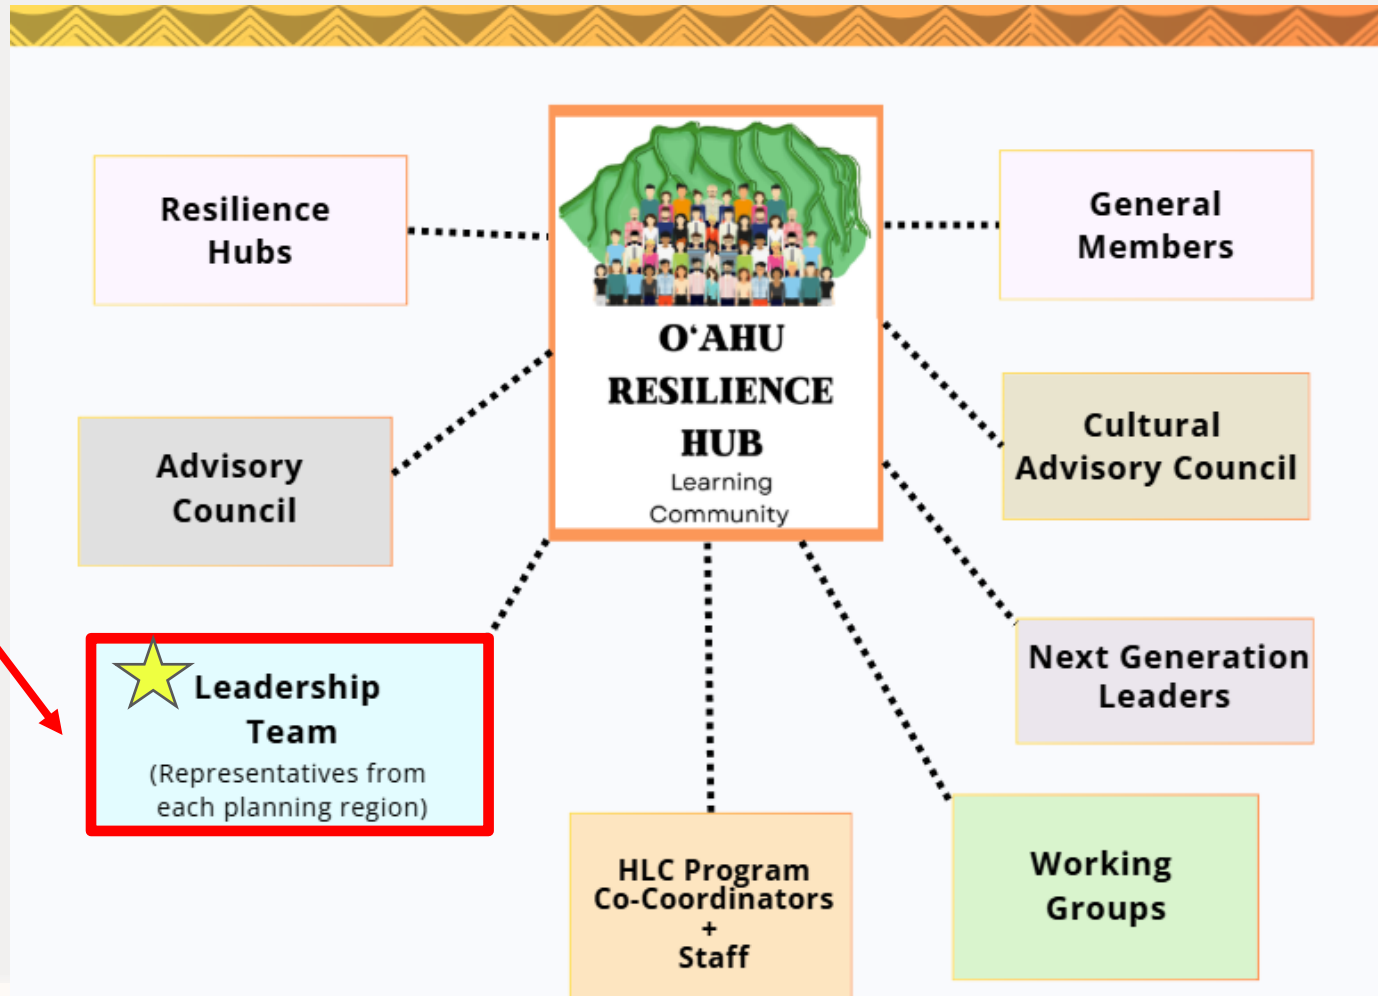 Resilience
Hubs
Advisory
Council
Leadership
Team
(Representatives from
each planning region)
OʻAHU
RESILIENCE
HUB
Learning
Community
HLC Program
Co-Coordinators
+
Staff
General
Members
Cultural
Advisory Council
Next Generation
Leaders
Working
Groups